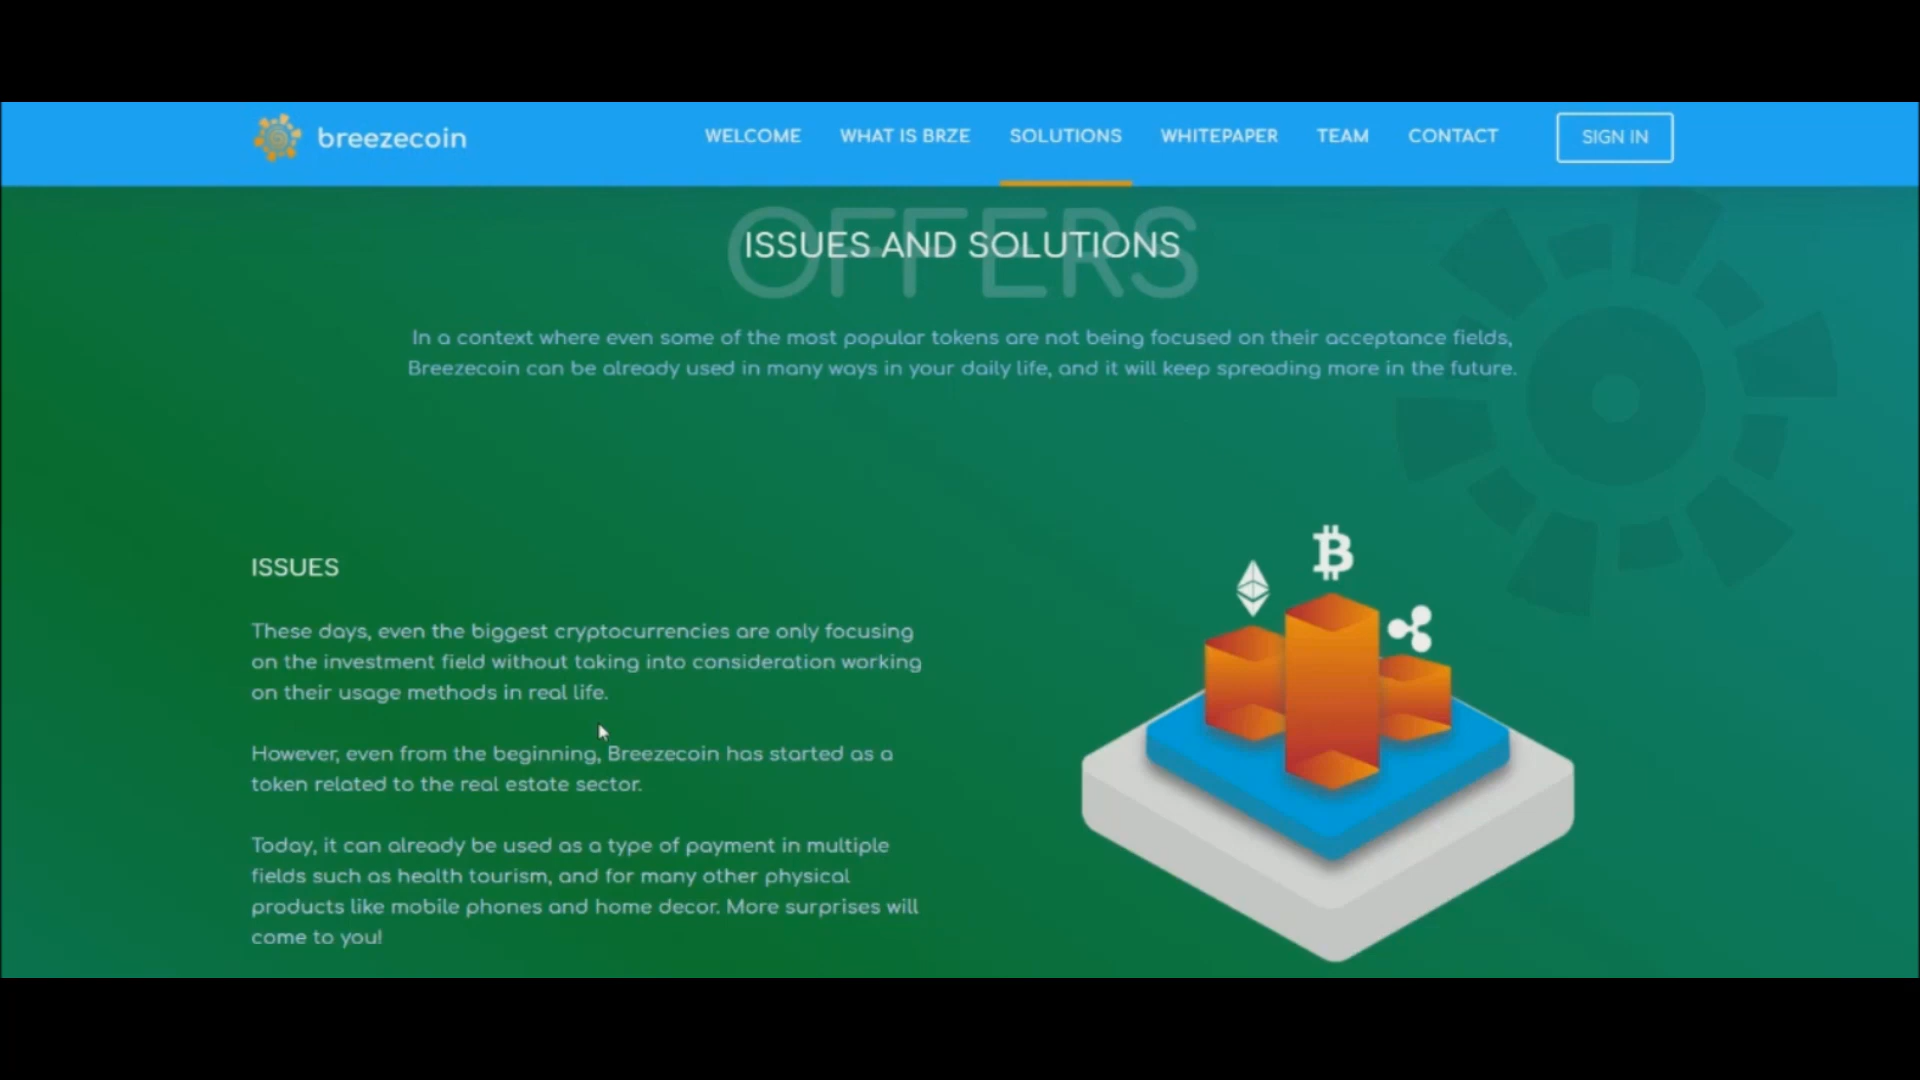 breezecoin
WELCOME
WHAT IS BRZE
SOLUTIONS
WHITEPAPER
TEAM
CONTACT
SIGN IN
OFFERS
ISSUES AND SOLUTIONS
In a context where even some of the most popular tokens are not being focused on their acceptance fields,
Breezecoin can be already used in many ways in your daily life, and it will keep spreading more in the future.
ISSUES
These days, even the biggest cryptocurrencies are only focusing
on the investment field without taking into consideration working
on their usage methods in real life.
However, even from the beginning, Breezecoin has started as a
token related to the real estate sector.
Today, it can already be used as a type of payment in multiple
fields such as health tourism, and for many other physical
products like mobile phones and home decor. More surprises will
come to you!